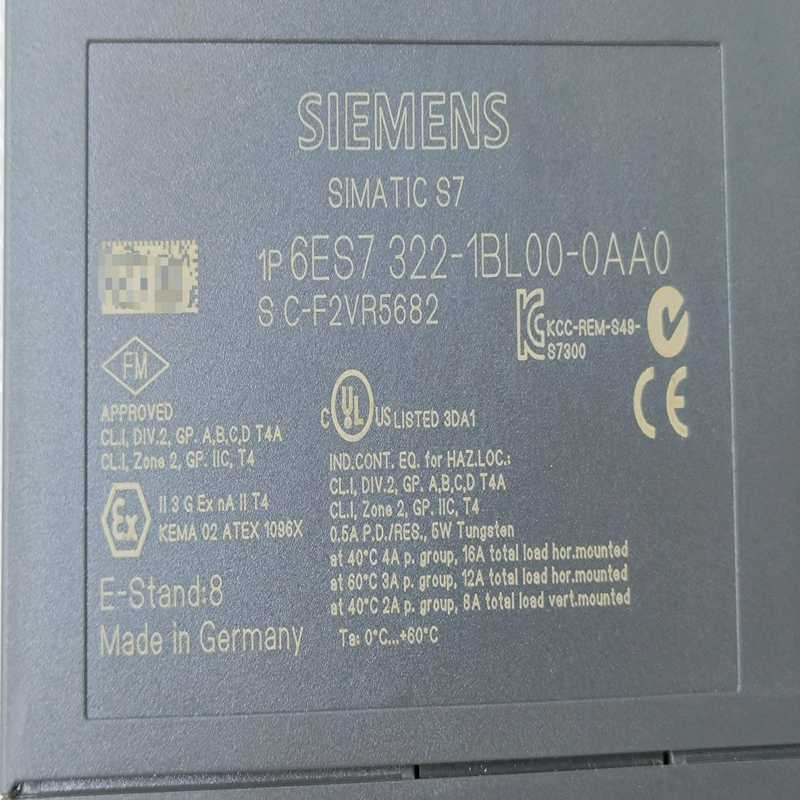 SIEMENS
SIMATIC S7
1P 6ES7 322-1BL00-0AA0
S C-F2VR5682
KCC-REM-S49-
S7300
FM
APPROVED
CL.I, DIV.2, GP. A,B,C,D T4A
CL.I, Zone 2, GP. IIC, T4
Ex
II 3 G Ex nA II T4
KEMA 02 ATEX 1096X
E-Stand:8
Made in Germany
C UL US LISTED 3DA1
IND.CONT. EQ. for HAZ.LOC.:
CL.I, DIV.2, GP. A,B,C,D T4A
CL.I, Zone 2, GP. IIC, T4
0.5A P.D./RES., 5W Tungsten
at 40°C 4A p. group, 16A total load hor.mounted
at 60°C 3A p. group, 12A total load hor.mounted
at 40°C 2A p. group, 8A total load vert.mounted
Ta: 0°C...+60°C
CE